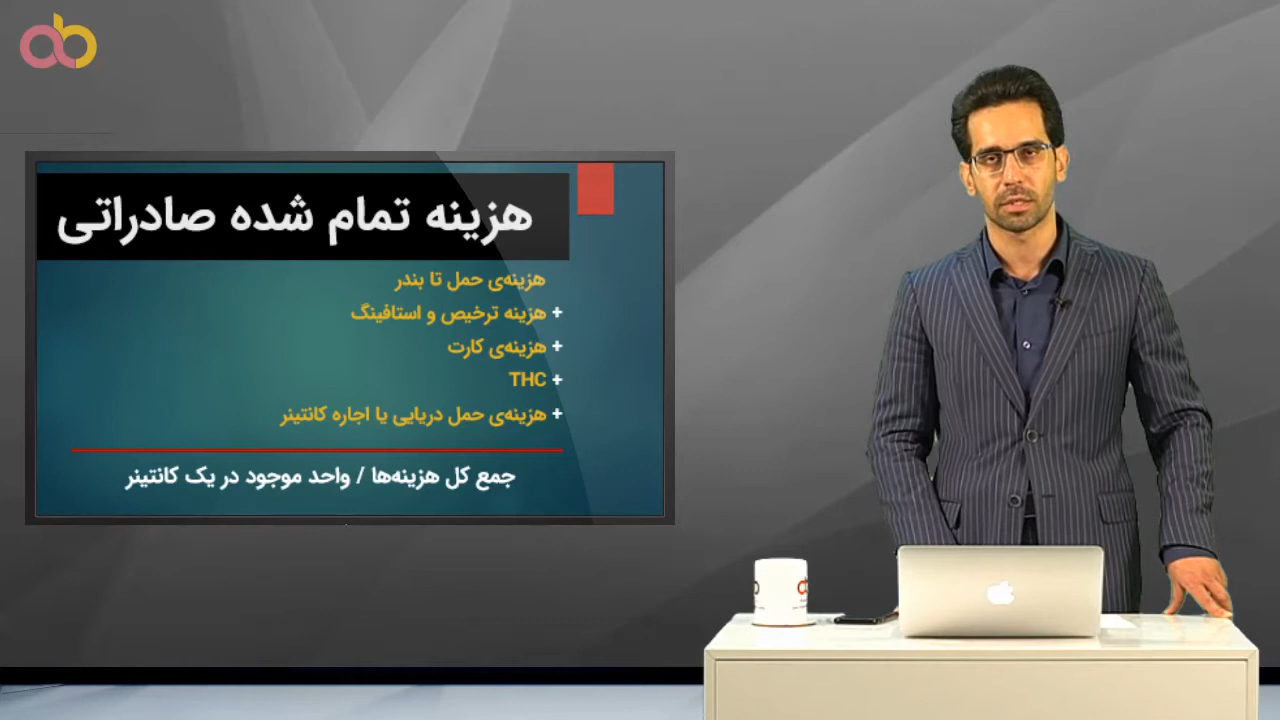 ab
هزینه تمام شده صادراتی
هزینه‌ی حمل تا بندر
+ هزینه ترخیص و استافینگ
+ هزینه‌ی کارت
+ THC
+ هزینه‌ی حمل دریایی یا اجاره کانتینر
جمع کل هزینه‌ها / واحد موجود در یک کانتینر